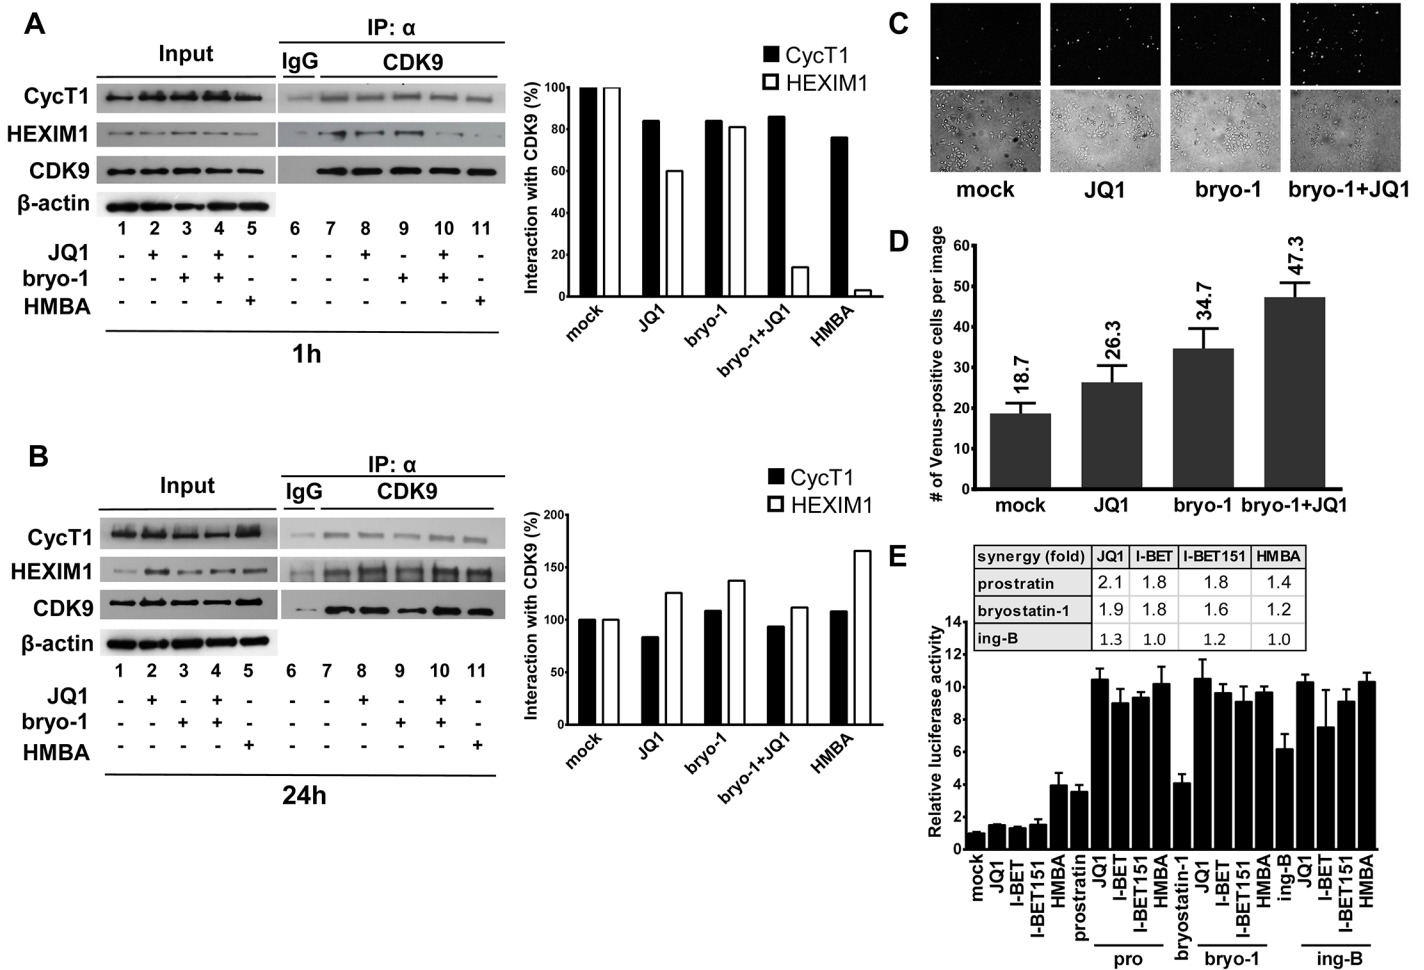 A
IP: α
Input
IgG
CDK9
CycT1
HEXIM1
CDK9
β-actin
1 2 3 4 5 6 7 8 9 10 11
JQ1 - + - + - - - + - + -
bryo-1 - - + + - - - - + + -
HMBA - - - - + - - - - - +
1h
CycT1
HEXIM1
Interaction with CDK9 (%)
100
80
60
40
20
0
mock JQ1 bryo-1 bryo-1+JQ1 HMBA
B
IP: α
Input
IgG
CDK9
CycT1
HEXIM1
CDK9
β-actin
1 2 3 4 5 6 7 8 9 10 11
JQ1 - + - + - - - + - + -
bryo-1 - - + + - - - - + + -
HMBA - - - - + - - - - - +
24h
CycT1
HEXIM1
Interaction with CDK9 (%)
200
150
100
50
0
mock JQ1 bryo-1 bryo-1+JQ1 HMBA
C
mock JQ1 bryo-1 bryo-1+JQ1
D
# of Venus-positive cells per image
60
50
40
30
20
10
0
18.7 26.3 34.7 47.3
mock JQ1 bryo-1 bryo-1+JQ1
E
synergy (fold) JQ1 I-BET I-BET151 HMBA
prostratin 2.1 1.8 1.8 1.4
bryostatin-1 1.9 1.8 1.6 1.2
ing-B 1.3 1.0 1.2 1.0
Relative luciferase activity
14
12
10
8
6
4
2
0
mock JQ1 I-BET I-BET151 HMBA prostratin JQ1 I-BET I-BET151 HMBA bryostatin-1 JQ1 I-BET I-BET151 HMBA ing-B JQ1 I-BET I-BET151 HMBA
pro bryo-1 ing-B